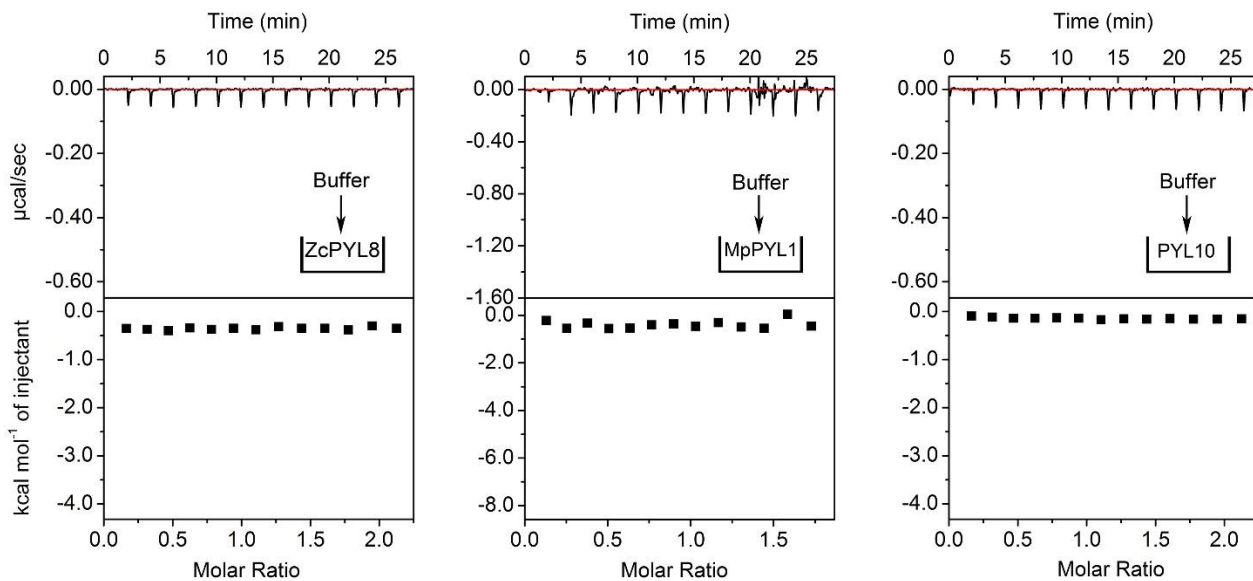 Time (min)
Time (min)
Time (min)
0 5 10 15 20 25
0 5 10 15 20 25
0 5 10 15 20 25
µcal/sec
0.00
-0.20
-0.40
-0.60
Buffer
ZcPYL8
0.00
-0.40
-0.80
-1.20
-1.60
Buffer
MpPYL1
0.00
-0.20
-0.40
-0.60
Buffer
PYL10
kcal mol⁻¹ of injectant
0.0
-1.0
-2.0
-3.0
-4.0
0.0
-2.0
-4.0
-6.0
-8.0
0.0
-1.0
-2.0
-3.0
-4.0
0.0 0.5 1.0 1.5 2.0
0.0 0.5 1.0 1.5
0.0 0.5 1.0 1.5 2.0
Molar Ratio
Molar Ratio
Molar Ratio